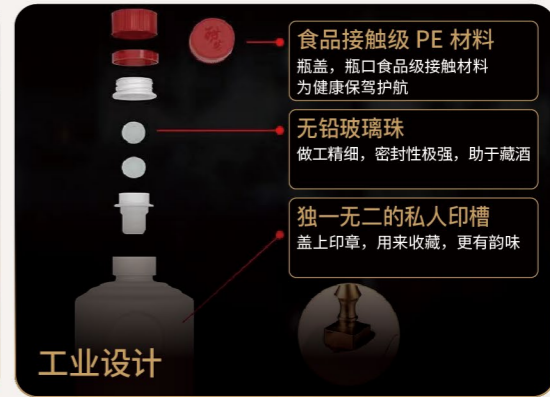 食品接触级 PE 材料
瓶盖，瓶口食品级接触材料
为健康保驾护航
无铅玻璃珠
做工精细，密封性极强，助于藏酒
独一无二的私人印槽
盖上印章，用来收藏，更有韵味
工业设计